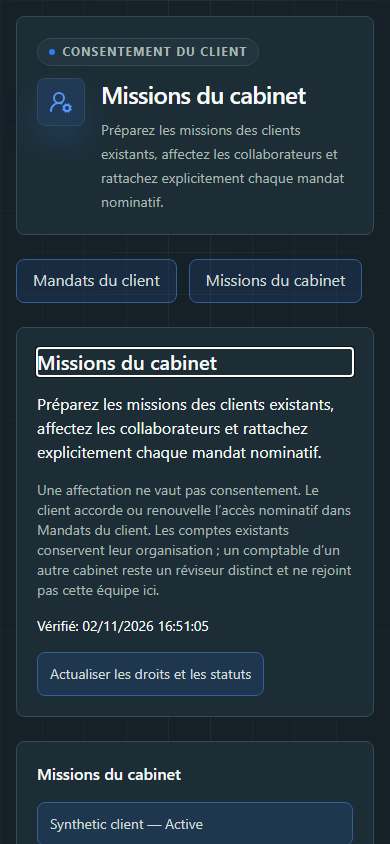 CONSENTEMENT DU CLIENT
Missions du cabinet
Préparez les missions des clients
existants, affectez les collaborateurs et
rattachez explicitement chaque mandat
nominatif.
Mandats du client
Missions du cabinet
Missions du cabinet
Préparez les missions des clients existants,
affectez les collaborateurs et rattachez
explicitement chaque mandat nominatif.
Une affectation ne vaut pas consentement. Le
client accorde ou renouvelle l’accès nominatif dans
Mandats du client. Les comptes existants
conservent leur organisation ; un comptable d’un
autre cabinet reste un réviseur distinct et ne rejoint
pas cette équipe ici.
Vérifié: 02/11/2026 16:51:05
Actualiser les droits et les statuts
Missions du cabinet
Synthetic client — Active